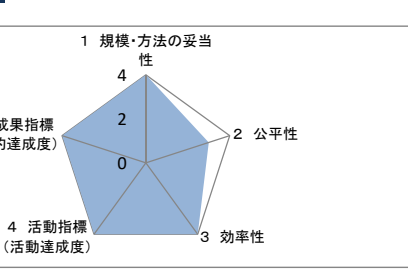 1 規模・方法の妥当
性
4
2
0
2 公平性
3 効率性
4 活動指標
（活動達成度）
成果指標
的達成度）